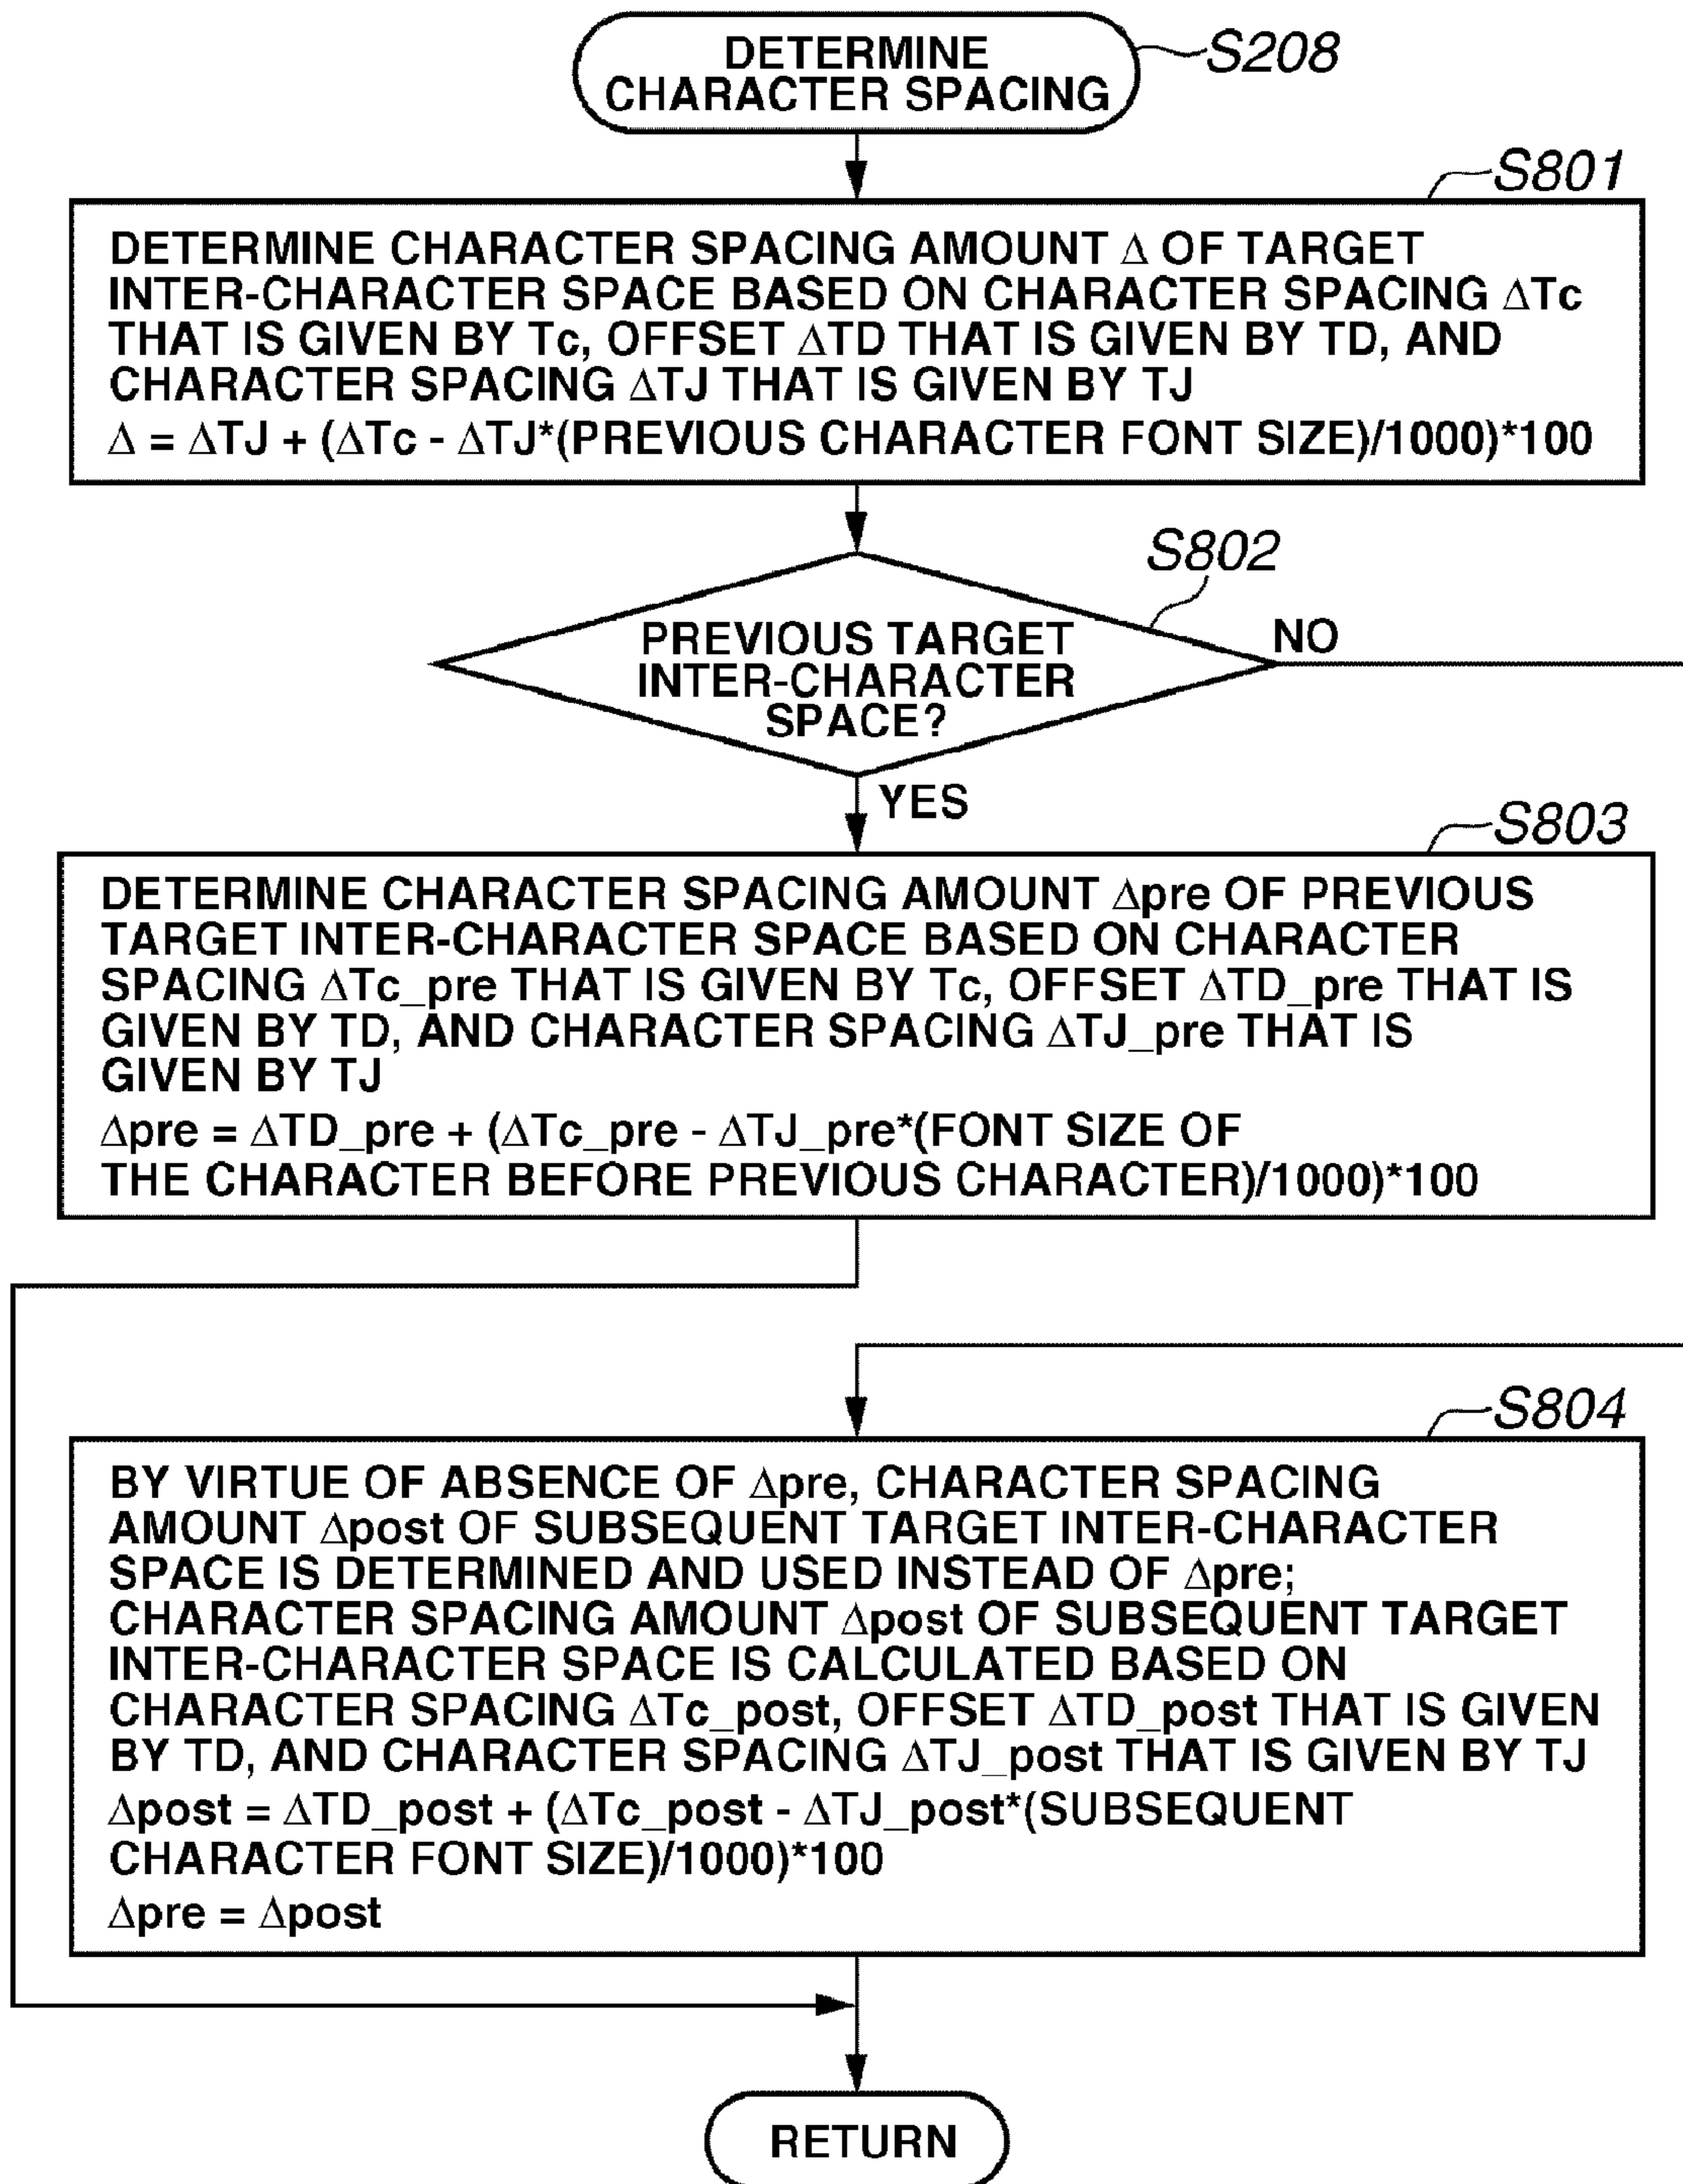 DETERMINE
CHARACTER SPACING
S208
S801
DETERMINE CHARACTER SPACING AMOUNT Δ OF TARGET
INTER-CHARACTER SPACE BASED ON CHARACTER SPACING ΔTc
THAT IS GIVEN BY Tc, OFFSET ΔTD THAT IS GIVEN BY TD, AND
CHARACTER SPACING ΔTJ THAT IS GIVEN BY TJ
Δ = ΔTJ + (ΔTc - ΔTJ*(PREVIOUS CHARACTER FONT SIZE)/1000)*100
S802
PREVIOUS TARGET
INTER-CHARACTER
SPACE?
NO
YES
S803
DETERMINE CHARACTER SPACING AMOUNT Δpre OF PREVIOUS
TARGET INTER-CHARACTER SPACE BASED ON CHARACTER
SPACING ΔTc_pre THAT IS GIVEN BY Tc, OFFSET ΔTD_pre THAT IS
GIVEN BY TD, AND CHARACTER SPACING ΔTJ_pre THAT IS
GIVEN BY TJ
Δpre = ΔTD_pre + (ΔTc_pre - ΔTJ_pre*(FONT SIZE OF
THE CHARACTER BEFORE PREVIOUS CHARACTER)/1000)*100
S804
BY VIRTUE OF ABSENCE OF Δpre, CHARACTER SPACING
AMOUNT Δpost OF SUBSEQUENT TARGET INTER-CHARACTER
SPACE IS DETERMINED AND USED INSTEAD OF Δpre;
CHARACTER SPACING AMOUNT Δpost OF SUBSEQUENT TARGET
INTER-CHARACTER SPACE IS CALCULATED BASED ON
CHARACTER SPACING ΔTc_post, OFFSET ΔTD_post THAT IS GIVEN
BY TD, AND CHARACTER SPACING ΔTJ_post THAT IS GIVEN BY TJ
Δpost = ΔTD_post + (ΔTc_post - ΔTJ_post*(SUBSEQUENT
CHARACTER FONT SIZE)/1000)*100
Δpre = Δpost
RETURN